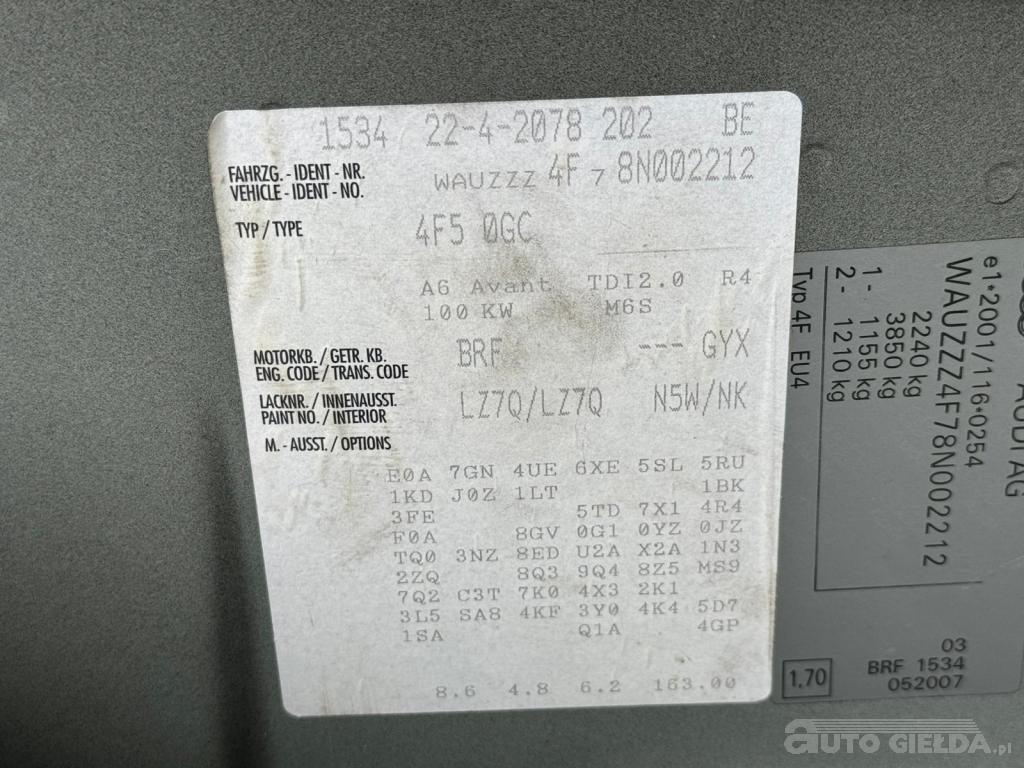 1534 22-4-2078 202 BE
FAHRZG. - IDENT - NR.
VEHICLE - IDENT - NO.
WAUZZZ 4F 7 8N002212
TYP / TYPE
4F5 0GC
A6 Avant TDI2.0 R4
100 KW M6S
MOTORKB. / GETR. KB.
ENG. CODE / TRANS. CODE
BRF --- GYX
LACKNR. / INNENAUSST.
PAINT NO. / INTERIOR
LZ7Q/LZ7Q N5W/NK
M. - AUSST. / OPTIONS
E0A 7GN 4UE 6XE 5SL 5RU
1KD J0Z 1LT 1BK
3FE 5TD 7X1 4R4
F0A 8GV 0G1 0YZ 0JZ
TQ0 3NZ 8ED U2A X2A 1N3
2ZQ 8Q3 9Q4 8Z5 MS9
7Q2 C3T 7K0 4X3 2K1
3L5 SA8 4KF 3Y0 4K4 5D7
1SA Q1A 4GP
8.6 4.8 6.2 163.00
AUDI AG
e1*2001/116*0254
WAUZZZ4F78N002212
2240 kg
3850 kg
1- 1155 kg
2- 1210 kg
Typ 4F EU4
1,70
03
BRF 1534
052007
AUTO GIEŁDA.pl